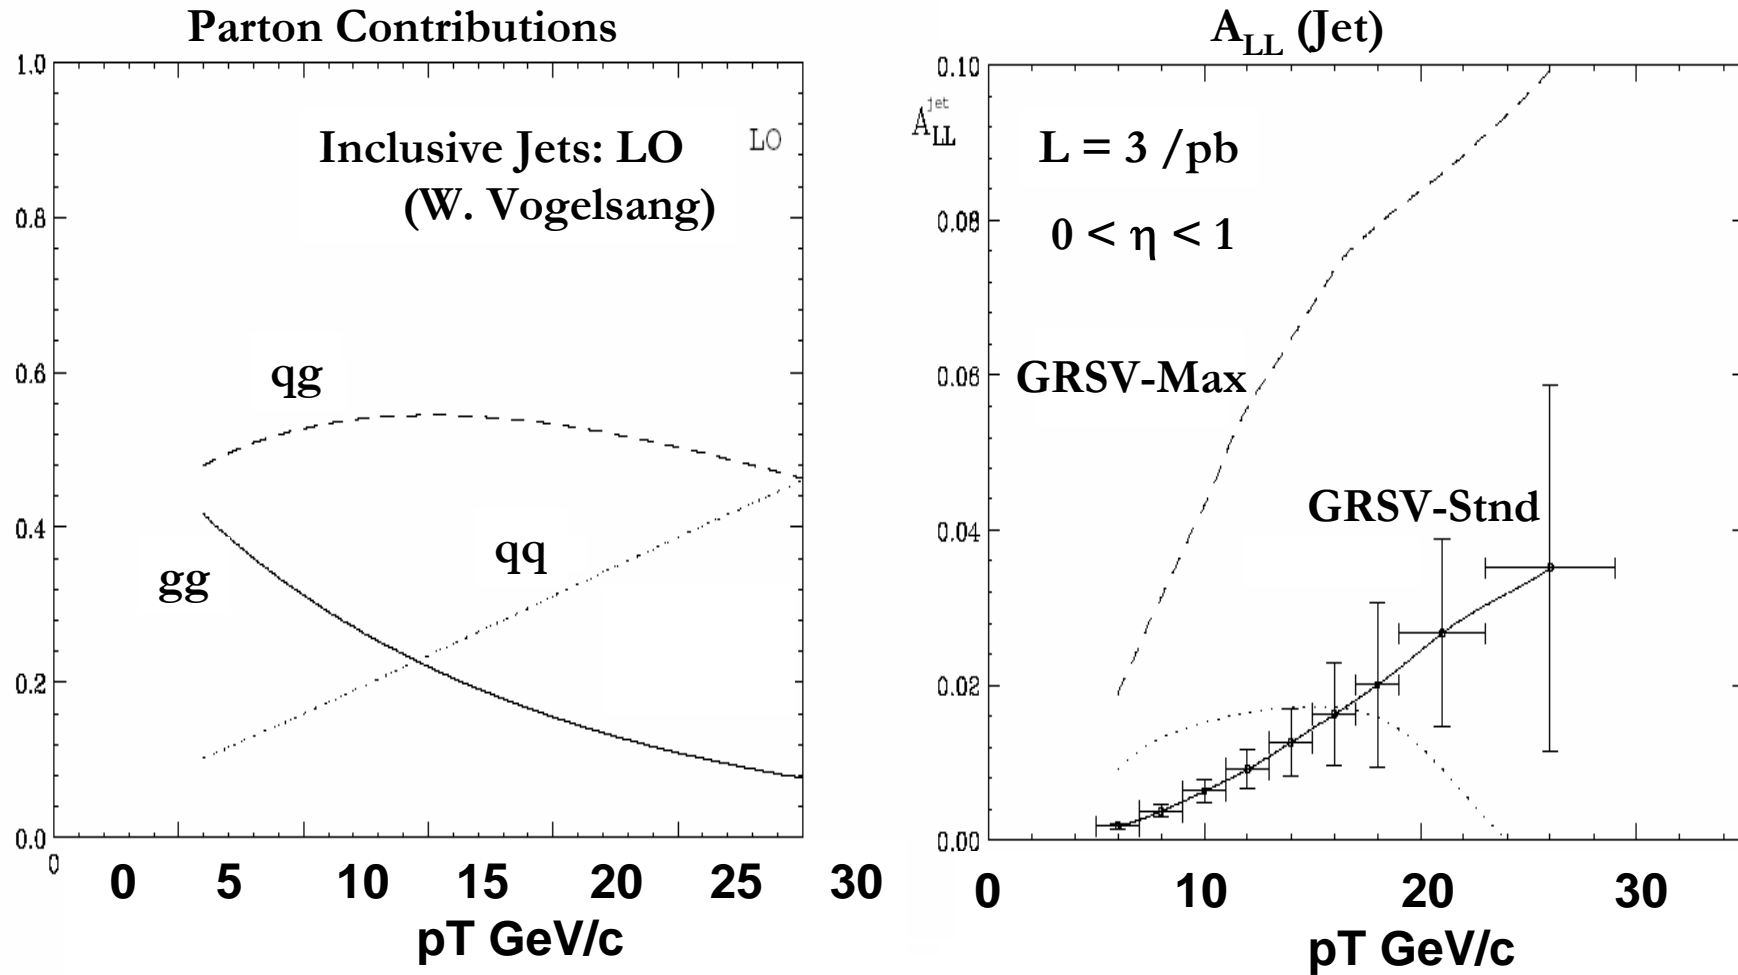 Parton Contributions
1.0
Inclusive Jets: LO
LO
(W. Vogelsang)
0.8
0.6
qg
0.4
qq
gg
0.2
0.0
0
0 5 10 15 20 25 30
pT GeV/c
A_LL (Jet)
0.10
A_LL^jet
L = 3 /pb
0.08
0 < η < 1
0.06
GRSV-Max
GRSV-Stnd
0.04
0.02
0.00
0 10 20 30
pT GeV/c